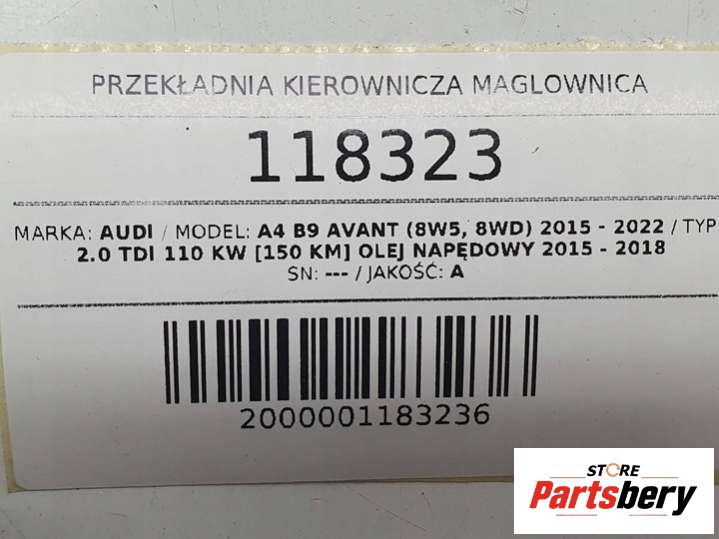 PRZEKŁADNIA KIEROWNICZA MAGLOWNICA
118323
MARKA: AUDI / MODEL: A4 B9 AVANT (8W5, 8WD) 2015 - 2022 / TYP
2.0 TDI 110 KW [150 KM] OLEJ NAPĘDOWY 2015 - 2018
SN: --- / JAKOŚĆ: A
2000001183236
STORE
Partsbery